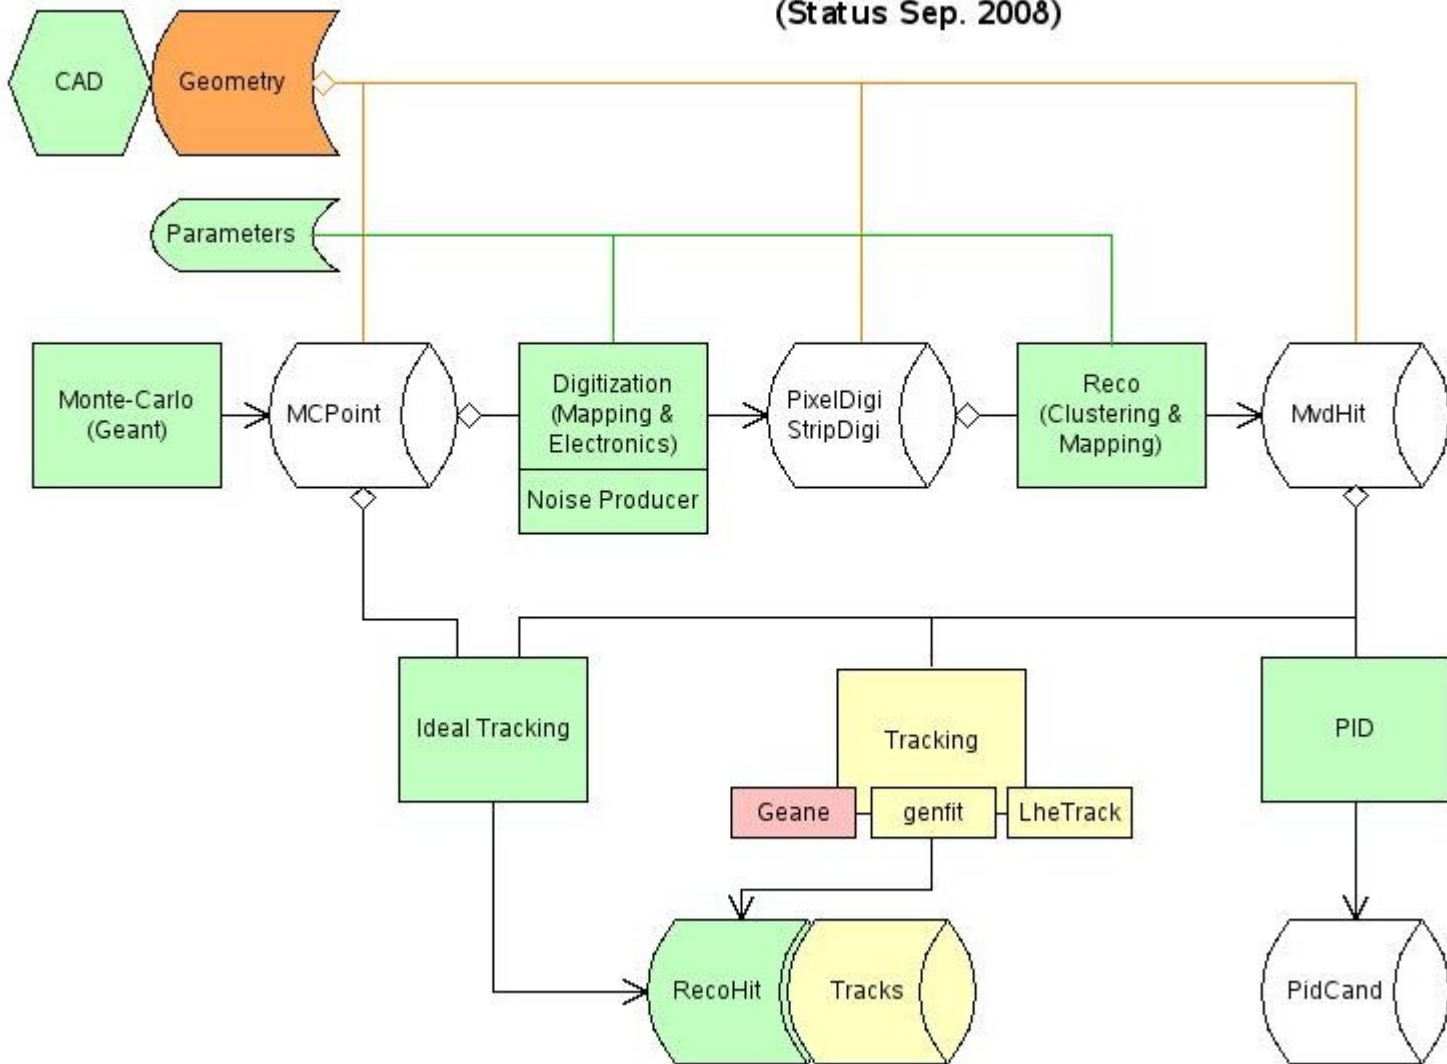 (Status Sep. 2008)
CAD
Geometry
Parameters
Monte-Carlo
(Geant)
MCPoint
Digitization
(Mapping &
Electronics)
Noise Producer
PixelDigi
StripDigi
Reco
(Clustering &
Mapping)
MvdHit
Ideal Tracking
Tracking
Geane
genfit
LheTrack
PID
RecoHit
Tracks
PidCand